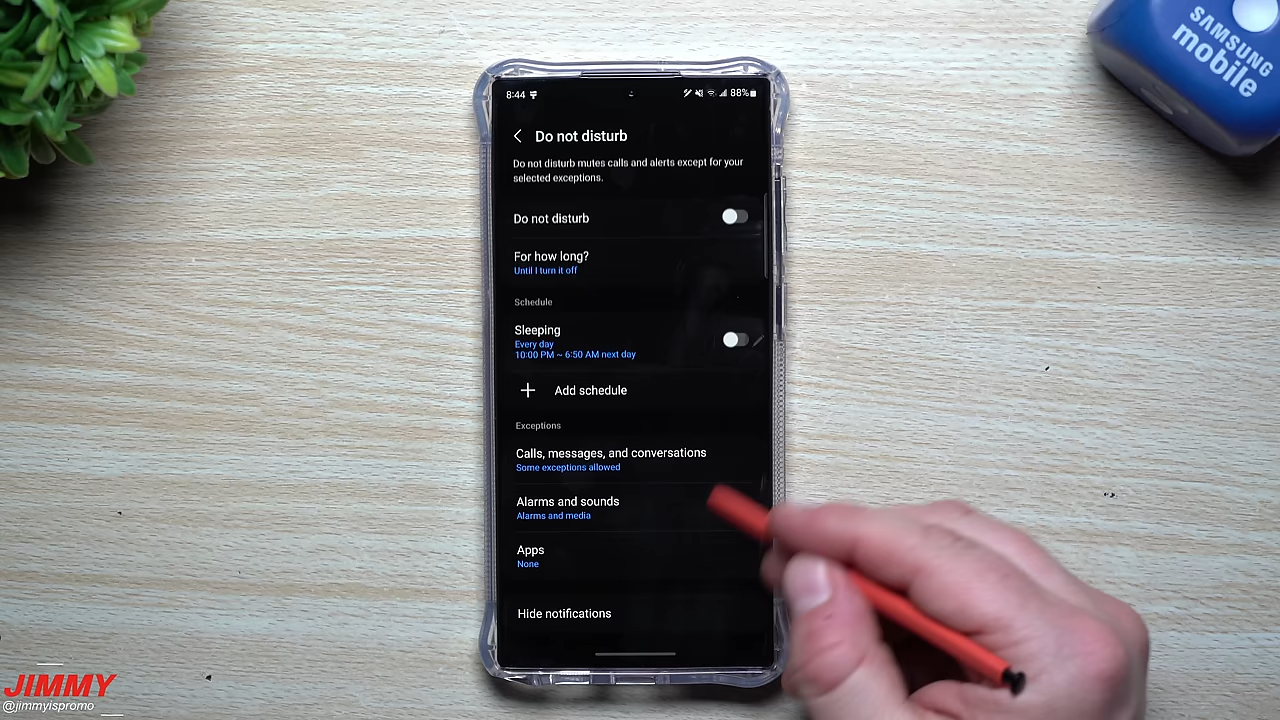 SAMSUNG
mobile
8:44
88%
Do not disturb
Do not disturb mutes calls and alerts except for your
selected exceptions.
Do not disturb
For how long?
Until I turn it off
Schedule
Sleeping
Every day
10:00 PM ~ 6:50 AM next day
Add schedule
Exceptions
Calls, messages, and conversations
Some exceptions allowed
Alarms and sounds
Alarms and media
Apps
None
Hide notifications
JIMMY
@jimmyispromo